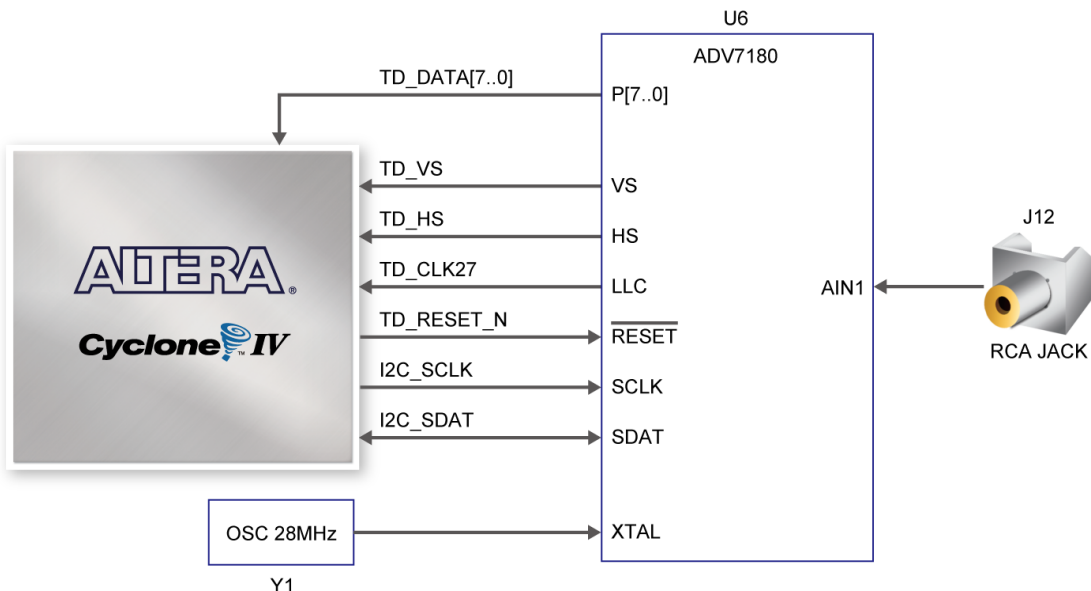 U6
ADV7180
TD_DATA[7..0]
P[7..0]
TD_VS
VS
TD_HS
HS
TD_CLK27
LLC
TD_RESET_N
RESET
I2C_SCLK
SCLK
I2C_SDAT
SDAT
ALTERA®
Cyclone™ IV
AIN1
J12
RCA JACK
OSC 28MHz
XTAL
Y1